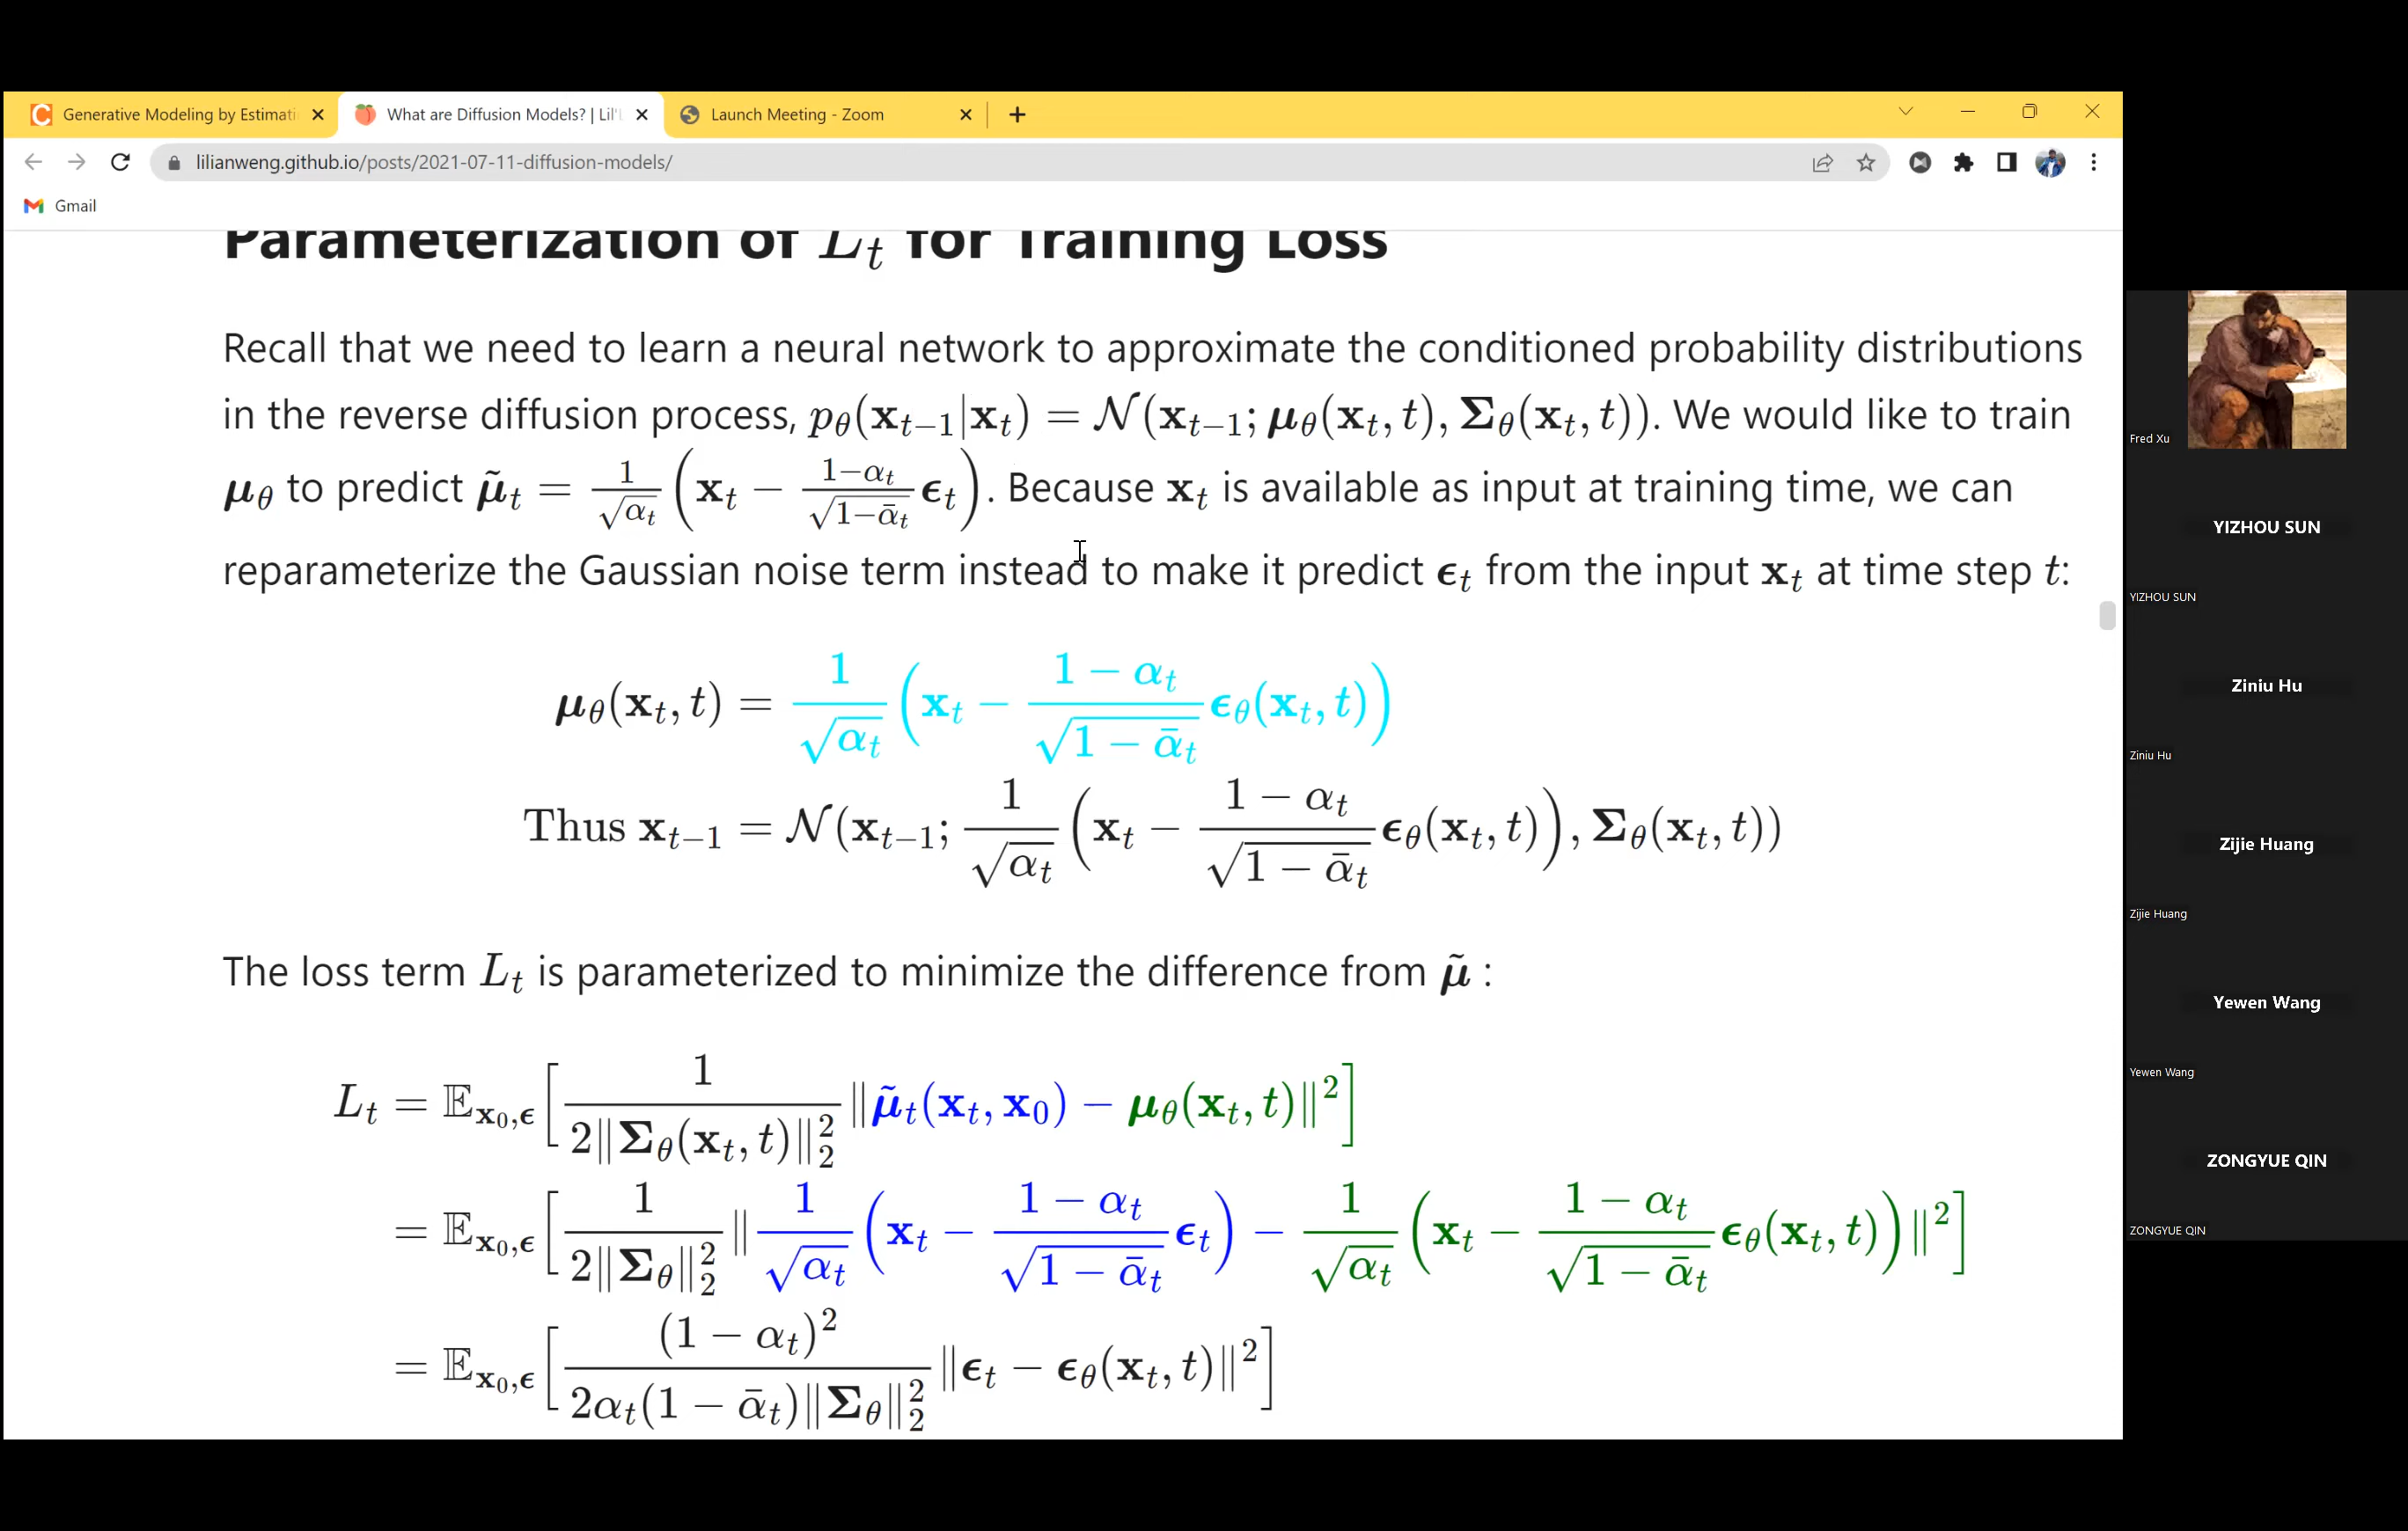 Generative Modeling by Estimati
What are Diffusion Models? | Lil'L
Launch Meeting - Zoom
lilianweng.github.io/posts/2021-07-11-diffusion-models/
Gmail
Parameterization of L_t for Training Loss
Recall that we need to learn a neural network to approximate the conditioned probability distributions
in the reverse diffusion process, p_θ(x_{t−1}|x_t) = 𝒩(x_{t−1}; μ_θ(x_t, t), Σ_θ(x_t, t)). We would like to train
μ_θ to predict μ̃_t = 1/√α_t (x_t − (1−α_t)/√(1−ᾱ_t) ϵ_t). Because x_t is available as input at training time, we can
reparameterize the Gaussian noise term instead to make it predict ϵ_t from the input x_t at time step t:
μ_θ(x_t, t) = 1/√α_t (x_t − (1 − α_t)/√(1 − ᾱ_t) ϵ_θ(x_t, t))
Thus x_{t−1} = 𝒩(x_{t−1}; 1/√α_t (x_t − (1 − α_t)/√(1 − ᾱ_t) ϵ_θ(x_t, t)), Σ_θ(x_t, t))
The loss term L_t is parameterized to minimize the difference from μ̃ :
L_t = 𝔼_{x_0,ϵ} [1/(2‖Σ_θ(x_t, t)‖²_2) ‖μ̃_t(x_t, x_0) − μ_θ(x_t, t)‖²]
= 𝔼_{x_0,ϵ} [1/(2‖Σ_θ‖²_2) ‖1/√α_t (x_t − (1 − α_t)/√(1 − ᾱ_t) ϵ_t) − 1/√α_t (x_t − (1 − α_t)/√(1 − ᾱ_t) ϵ_θ(x_t, t))‖²]
= 𝔼_{x_0,ϵ} [(1 − α_t)²/(2α_t(1 − ᾱ_t)‖Σ_θ‖²_2) ‖ϵ_t − ϵ_θ(x_t, t)‖²]
Fred Xu
YIZHOU SUN
YIZHOU SUN
Ziniu Hu
Ziniu Hu
Zijie Huang
Zijie Huang
Yewen Wang
Yewen Wang
ZONGYUE QIN
ZONGYUE QIN